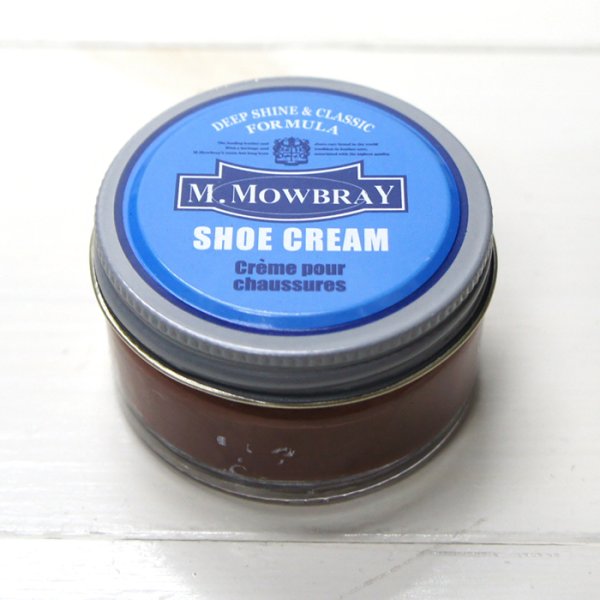 DEEP SHINE & CLASSIC
FORMULA
M. MOWBRAY
SHOE CREAM
Crème pour
chaussures